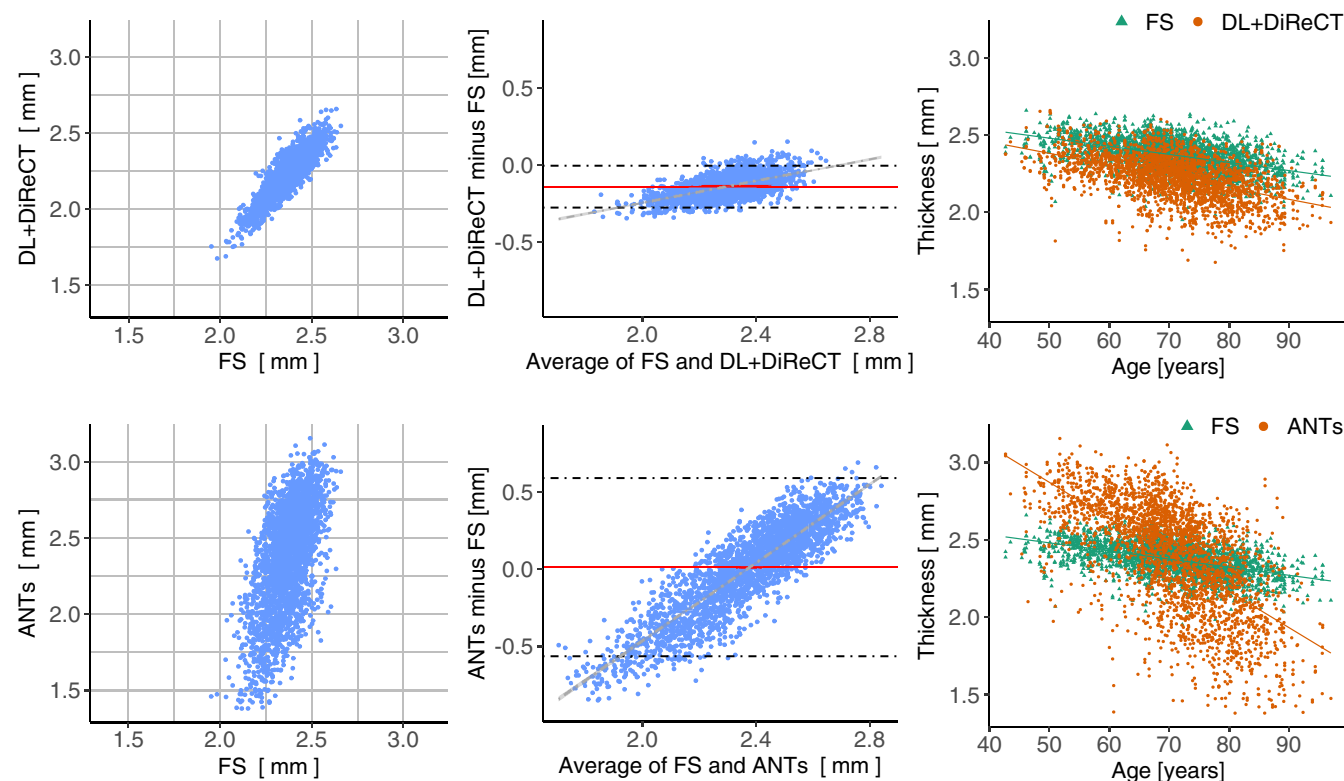 DL+DiReCT [ mm ]
3.0
2.5
2.0
1.5
1.5 2.0 2.5 3.0
FS [ mm ]
DL+DiReCT minus FS [mm]
0.5
0.0
-0.5
2.0 2.4 2.8
Average of FS and DL+DiReCT [ mm ]
FS DL+DiReCT
Thickness [ mm ]
3.0
2.5
2.0
1.5
40 50 60 70 80 90
Age [years]
ANTs [ mm ]
3.0
2.5
2.0
1.5
1.5 2.0 2.5 3.0
FS [ mm ]
ANTs minus FS [mm]
0.5
0.0
-0.5
2.0 2.4 2.8
Average of FS and ANTs [ mm ]
FS ANTs
Thickness [ mm ]
3.0
2.5
2.0
1.5
40 50 60 70 80 90
Age [years]